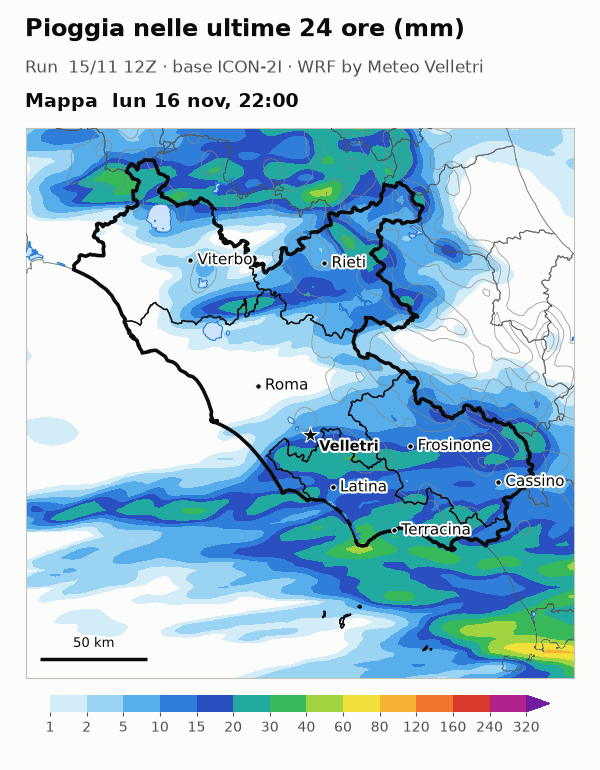 Pioggia nelle ultime 24 ore (mm)
Run 15/11 12Z · base ICON-2I · WRF by Meteo Velletri
Mappa lun 16 nov, 22:00
Viterbo
Rieti
Roma
Velletri
Frosinone
Cassino
Latina
Terracina
50 km
1 2 5 10 15 20 30 40 60 80 120 160 240 320